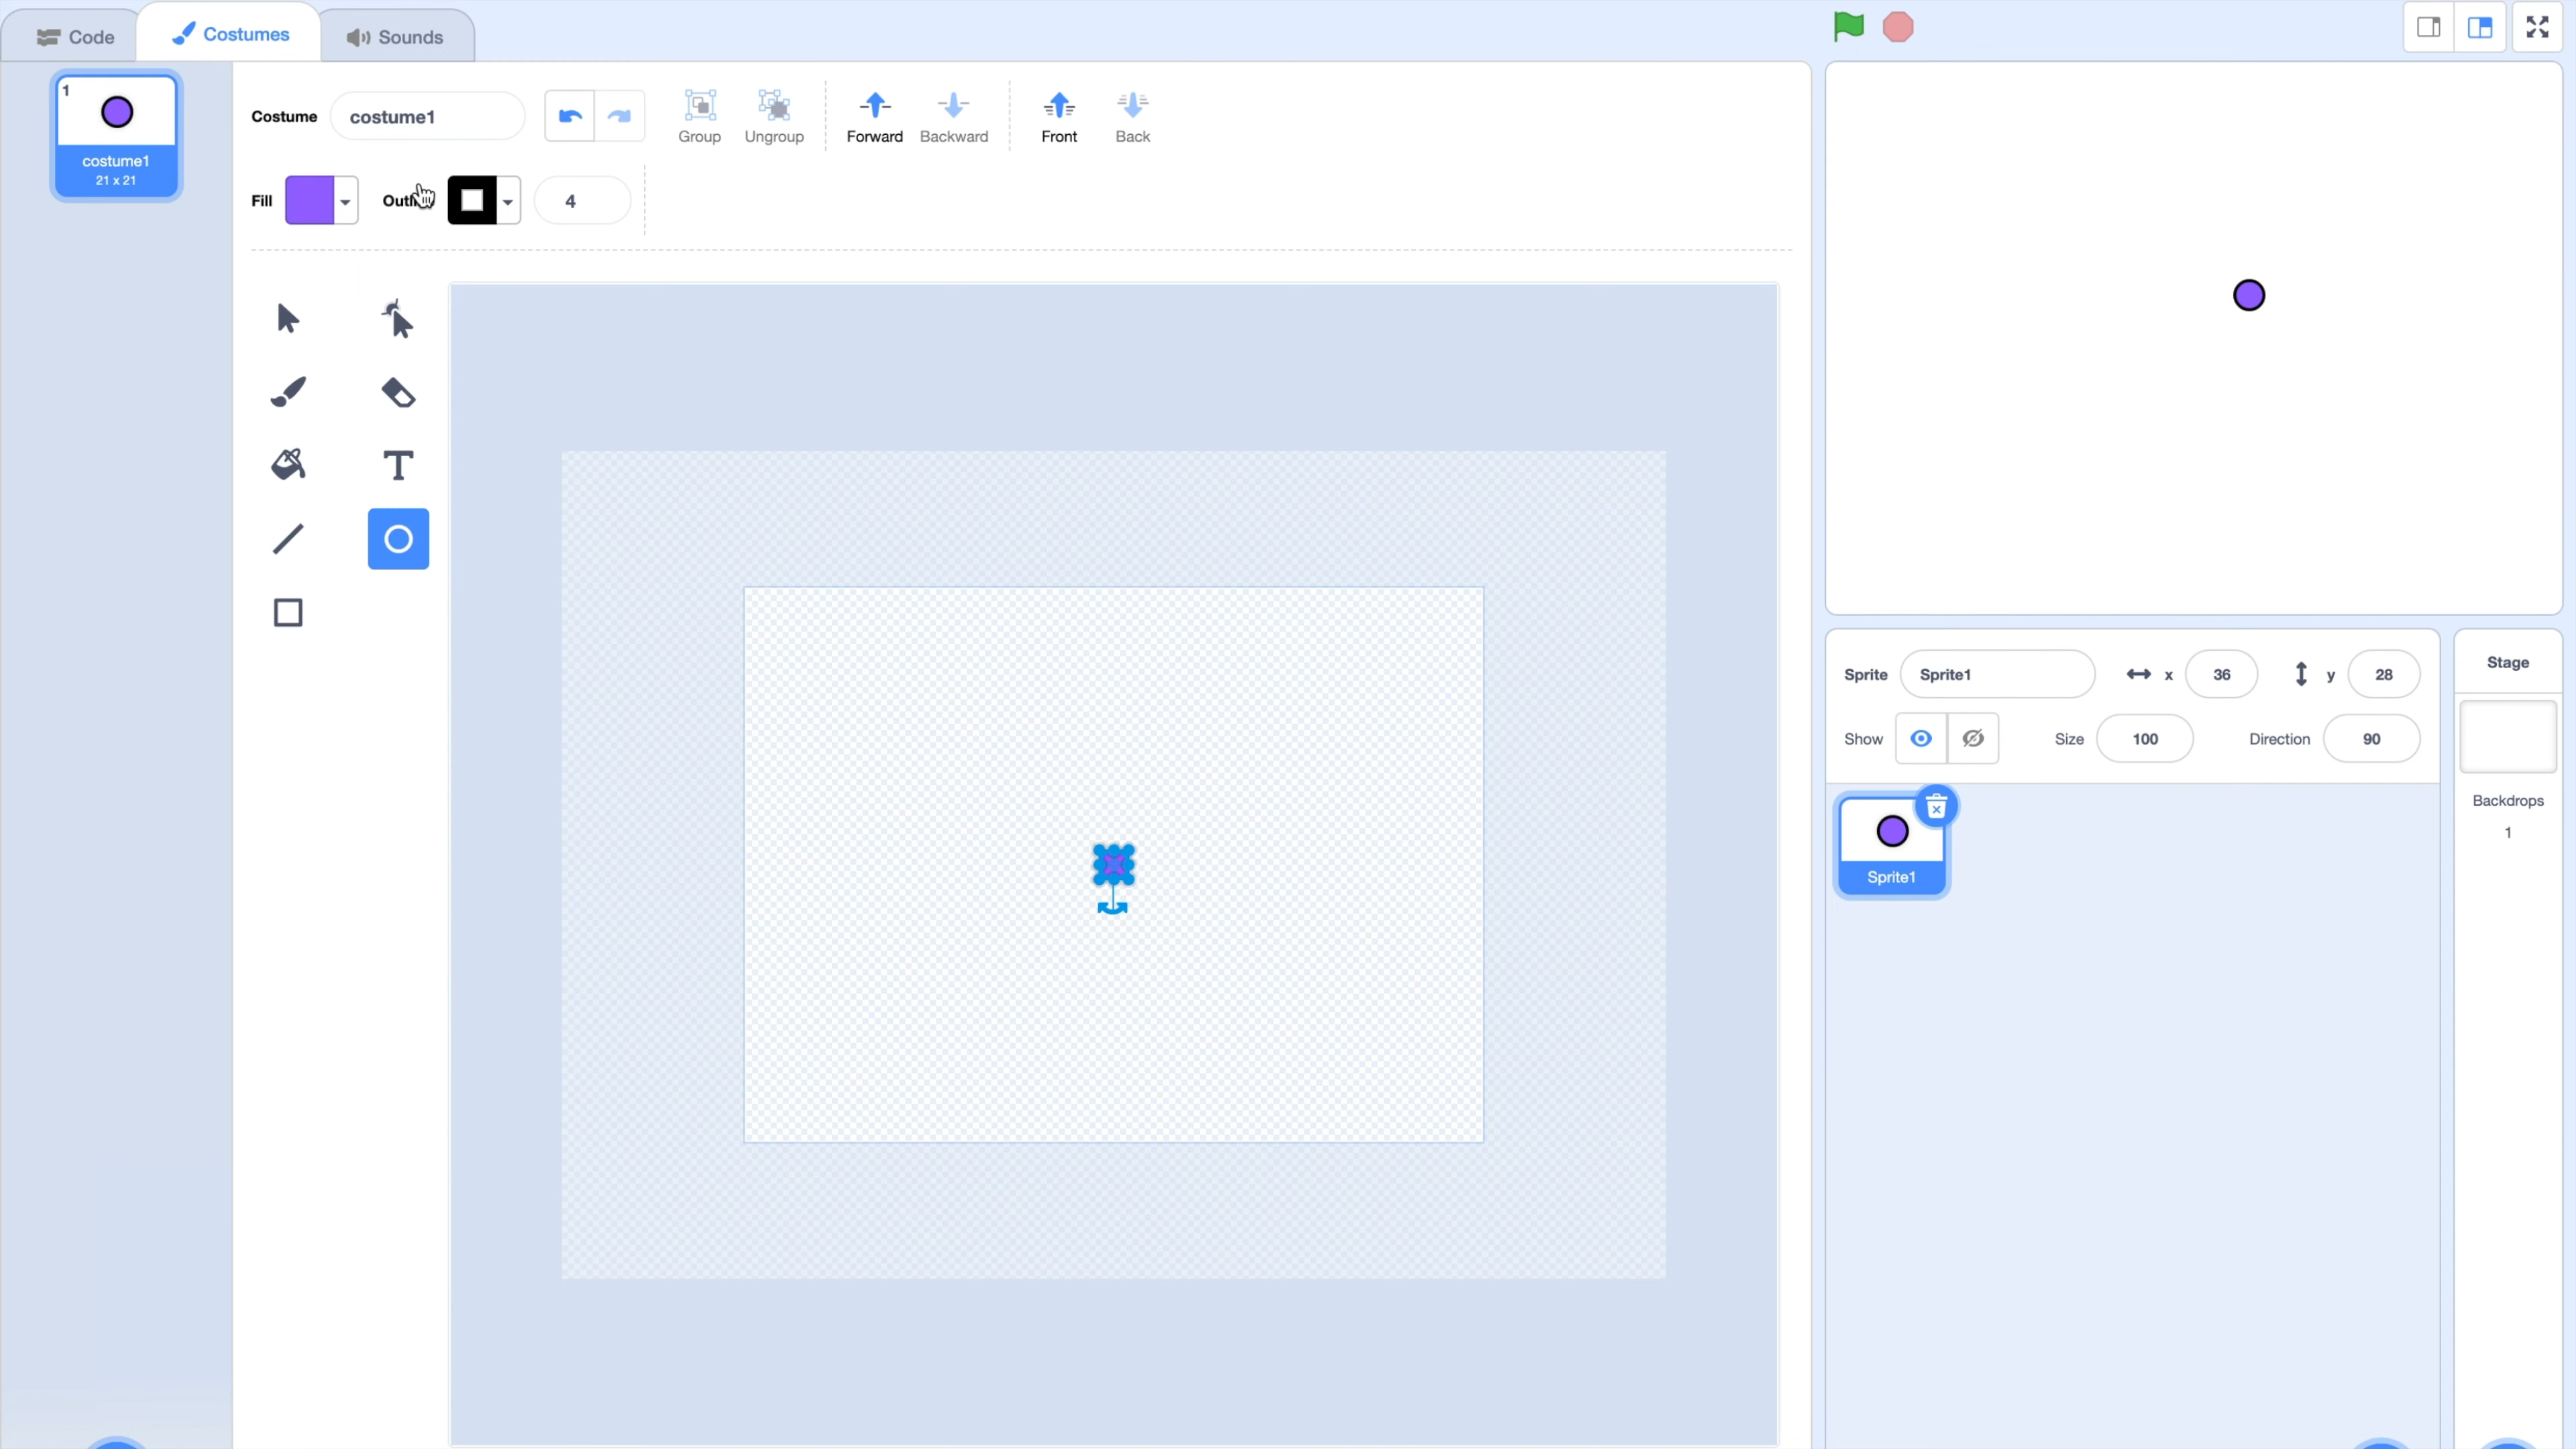 Code
Costumes
Sounds
1
costume1
21 x 21
Costume
costume1
Group
Ungroup
Forward
Backward
Front
Back
Fill
4
T
Sprite
Sprite1
x
36
y
28
Show
Size
100
Direction
90
Sprite1
Stage
Backdrops
1